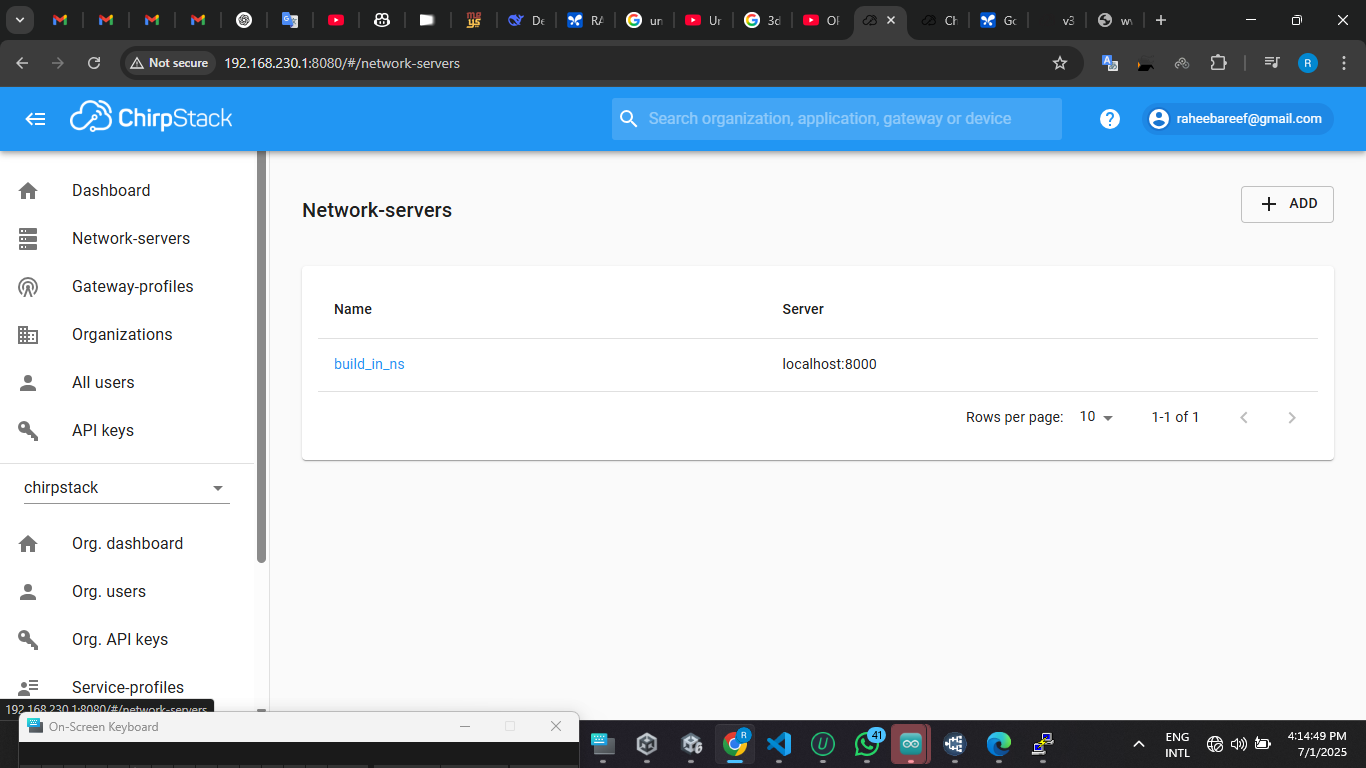 De
RA
un
Ur
3d
Ch
Go
v3
Not secure
192.168.230.1:8080/#/network-servers
R
ChirpStack
Search organization, application, gateway or device
raheebareef@gmail.com
Dashboard
Network-servers
Gateway-profiles
Organizations
All users
API keys
chirpstack
Org. dashboard
Org. users
Org. API keys
Service-profiles
Network-servers
ADD
Name
Server
build_in_ns
localhost:8000
Rows per page:
10
1-1 of 1
192.168.230.1:8080/#/network-servers
On-Screen Keyboard
R
41
ENG
INTL
4:14:49 PM
7/1/2025